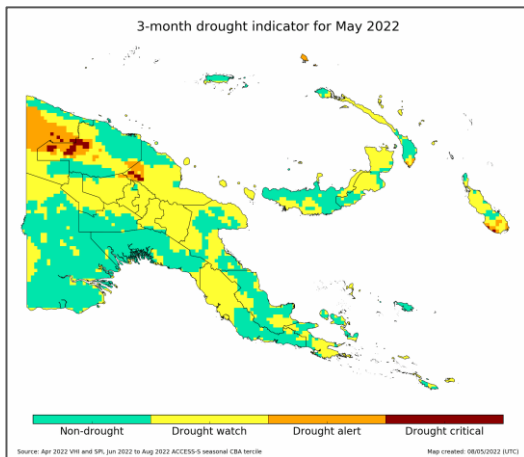 3-month drought indicator for May 2022
Non-drought Drought watch Drought alert Drought critical
Source: Apr 2022 VHI and SPI, Jun 2022 to Aug 2022 ACCESS-S seasonal CBA tercile Map created: 08/05/2022 (UTC)